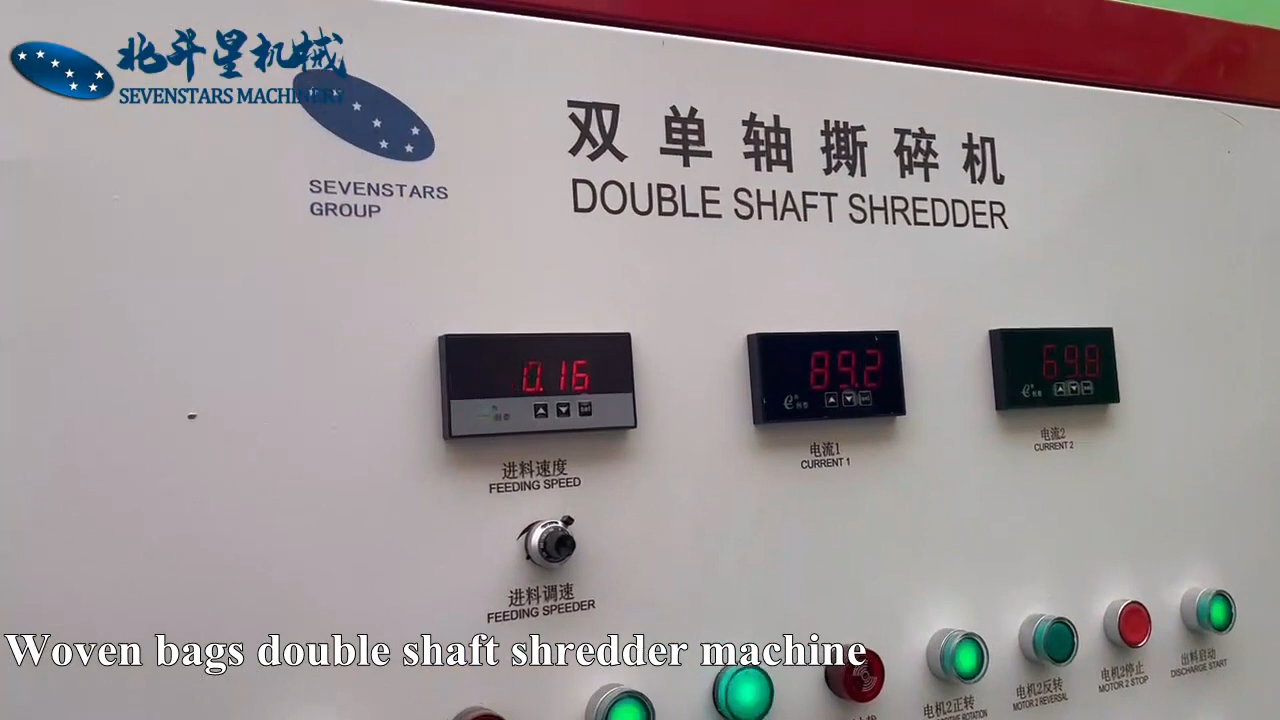 北斗星机械
SEVENSTARS MACHINERY
SEVENSTARS
GROUP
双单轴撕碎机
DOUBLE SHAFT SHREDDER
0.16
89.2
69.8
进料速度
FEEDING SPEED
电流1
CURRENT 1
电流2
CURRENT 2
进料调速
FEEDING SPEEDER
出料启动
DISCHARGE START
电机2停止
MOTOR 2 STOP
电机2反转
MOTOR 2 REVERSAL
电机2正转
ROTATION
Woven bags double shaft shredder machine